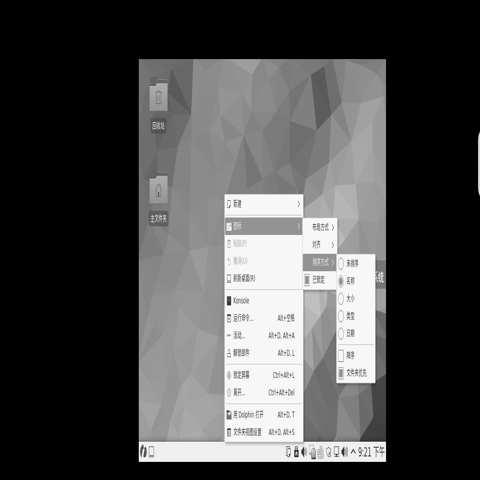 回收站
主文件夹
新建
图标
粘贴(P)
撤消(U)
刷新桌面(R)
Konsole
运行命令... Alt+空格
活动... Alt+D, Alt+A
解锁部件 Alt+D, L
锁定屏幕 Ctrl+Alt+L
离开... Ctrl+Alt+Del
用 Dolphin 打开 Alt+D, T
文件夹视图设置 Alt+D, Alt+S
布局方式
对齐
排序方式
已锁定
未排序
名称
大小
类型
日期
降序
文件夹优先
统
9:21 下午